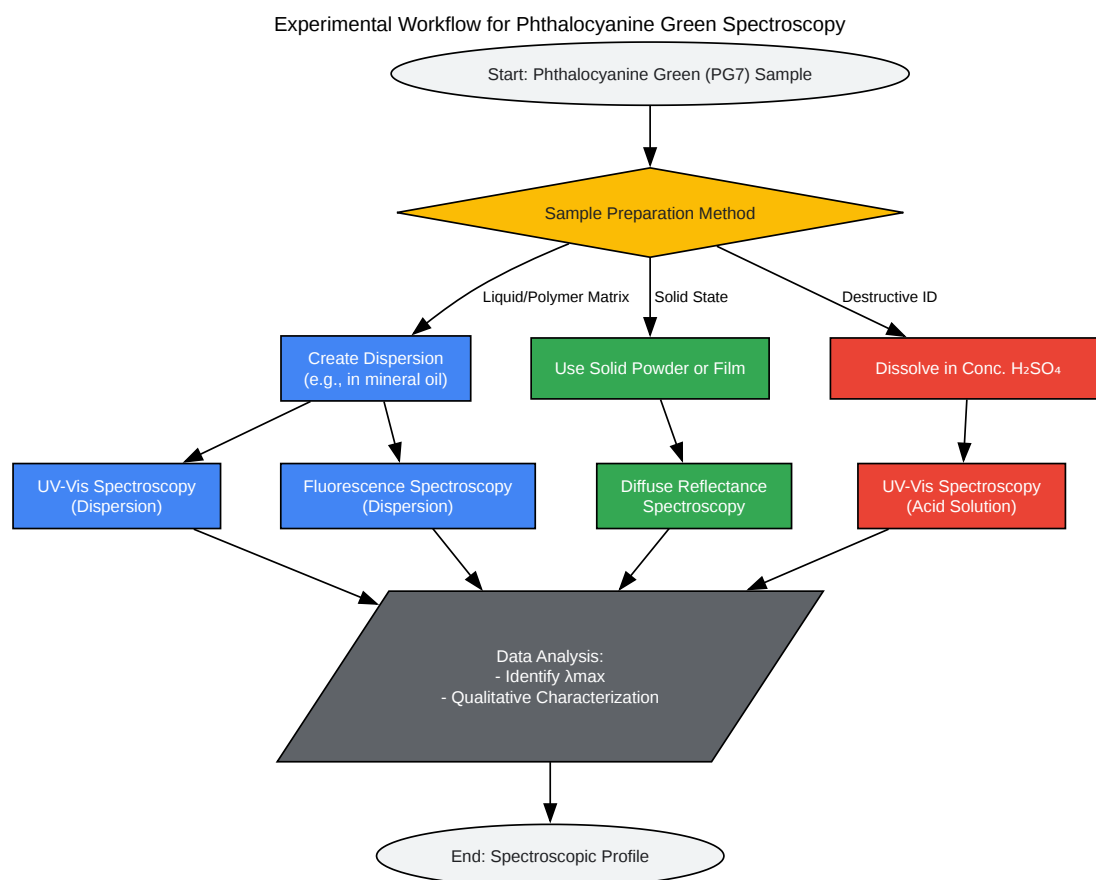 Experimental Workflow for Phthalocyanine Green Spectroscopy
Start: Phthalocyanine Green (PG7) Sample
Sample Preparation Method
Liquid/Polymer Matrix
Solid State
Destructive ID
Create Dispersion
(e.g., in mineral oil)
Use Solid Powder or Film
Dissolve in Conc. H₂SO₄
UV-Vis Spectroscopy
(Dispersion)
Fluorescence Spectroscopy
(Dispersion)
Diffuse Reflectance
Spectroscopy
UV-Vis Spectroscopy
(Acid Solution)
Data Analysis:
- Identify λmax
- Qualitative Characterization
End: Spectroscopic Profile